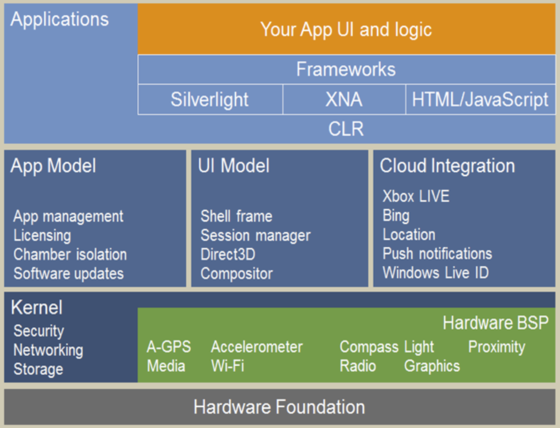 Applications
Your App UI and logic
Frameworks
Silverlight
XNA
HTML/JavaScript
CLR
App Model
App management
Licensing
Chamber isolation
Software updates
UI Model
Shell frame
Session manager
Direct3D
Compositor
Cloud Integration
Xbox LIVE
Bing
Location
Push notifications
Windows Live ID
Kernel
Security
Networking
Storage
Hardware BSP
A-GPS Accelerometer Compass Light Proximity
Media Wi-Fi Radio Graphics
Hardware Foundation